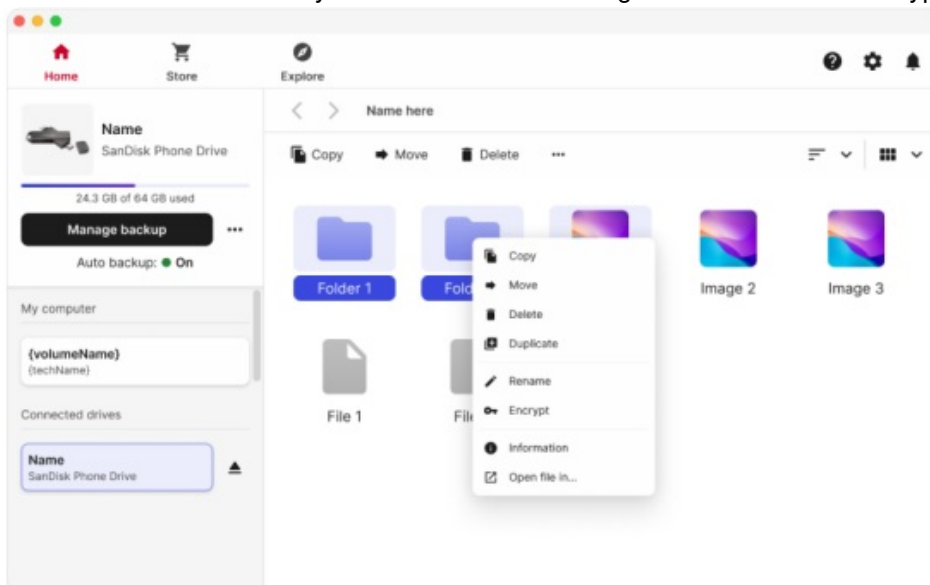 Home
Store
Explore
Name
SanDisk Phone Drive
24.3 GB of 64 GB used
Manage backup
Auto backup: On
My computer
{volumeName}
{techName}
Connected drives
Name
SanDisk Phone Drive
Name here
Copy
Move
Delete
Folder 1
Fold
Image 2
Image 3
File 1
File
Copy
Move
Delete
Duplicate
Rename
Encrypt
Information
Open file in...